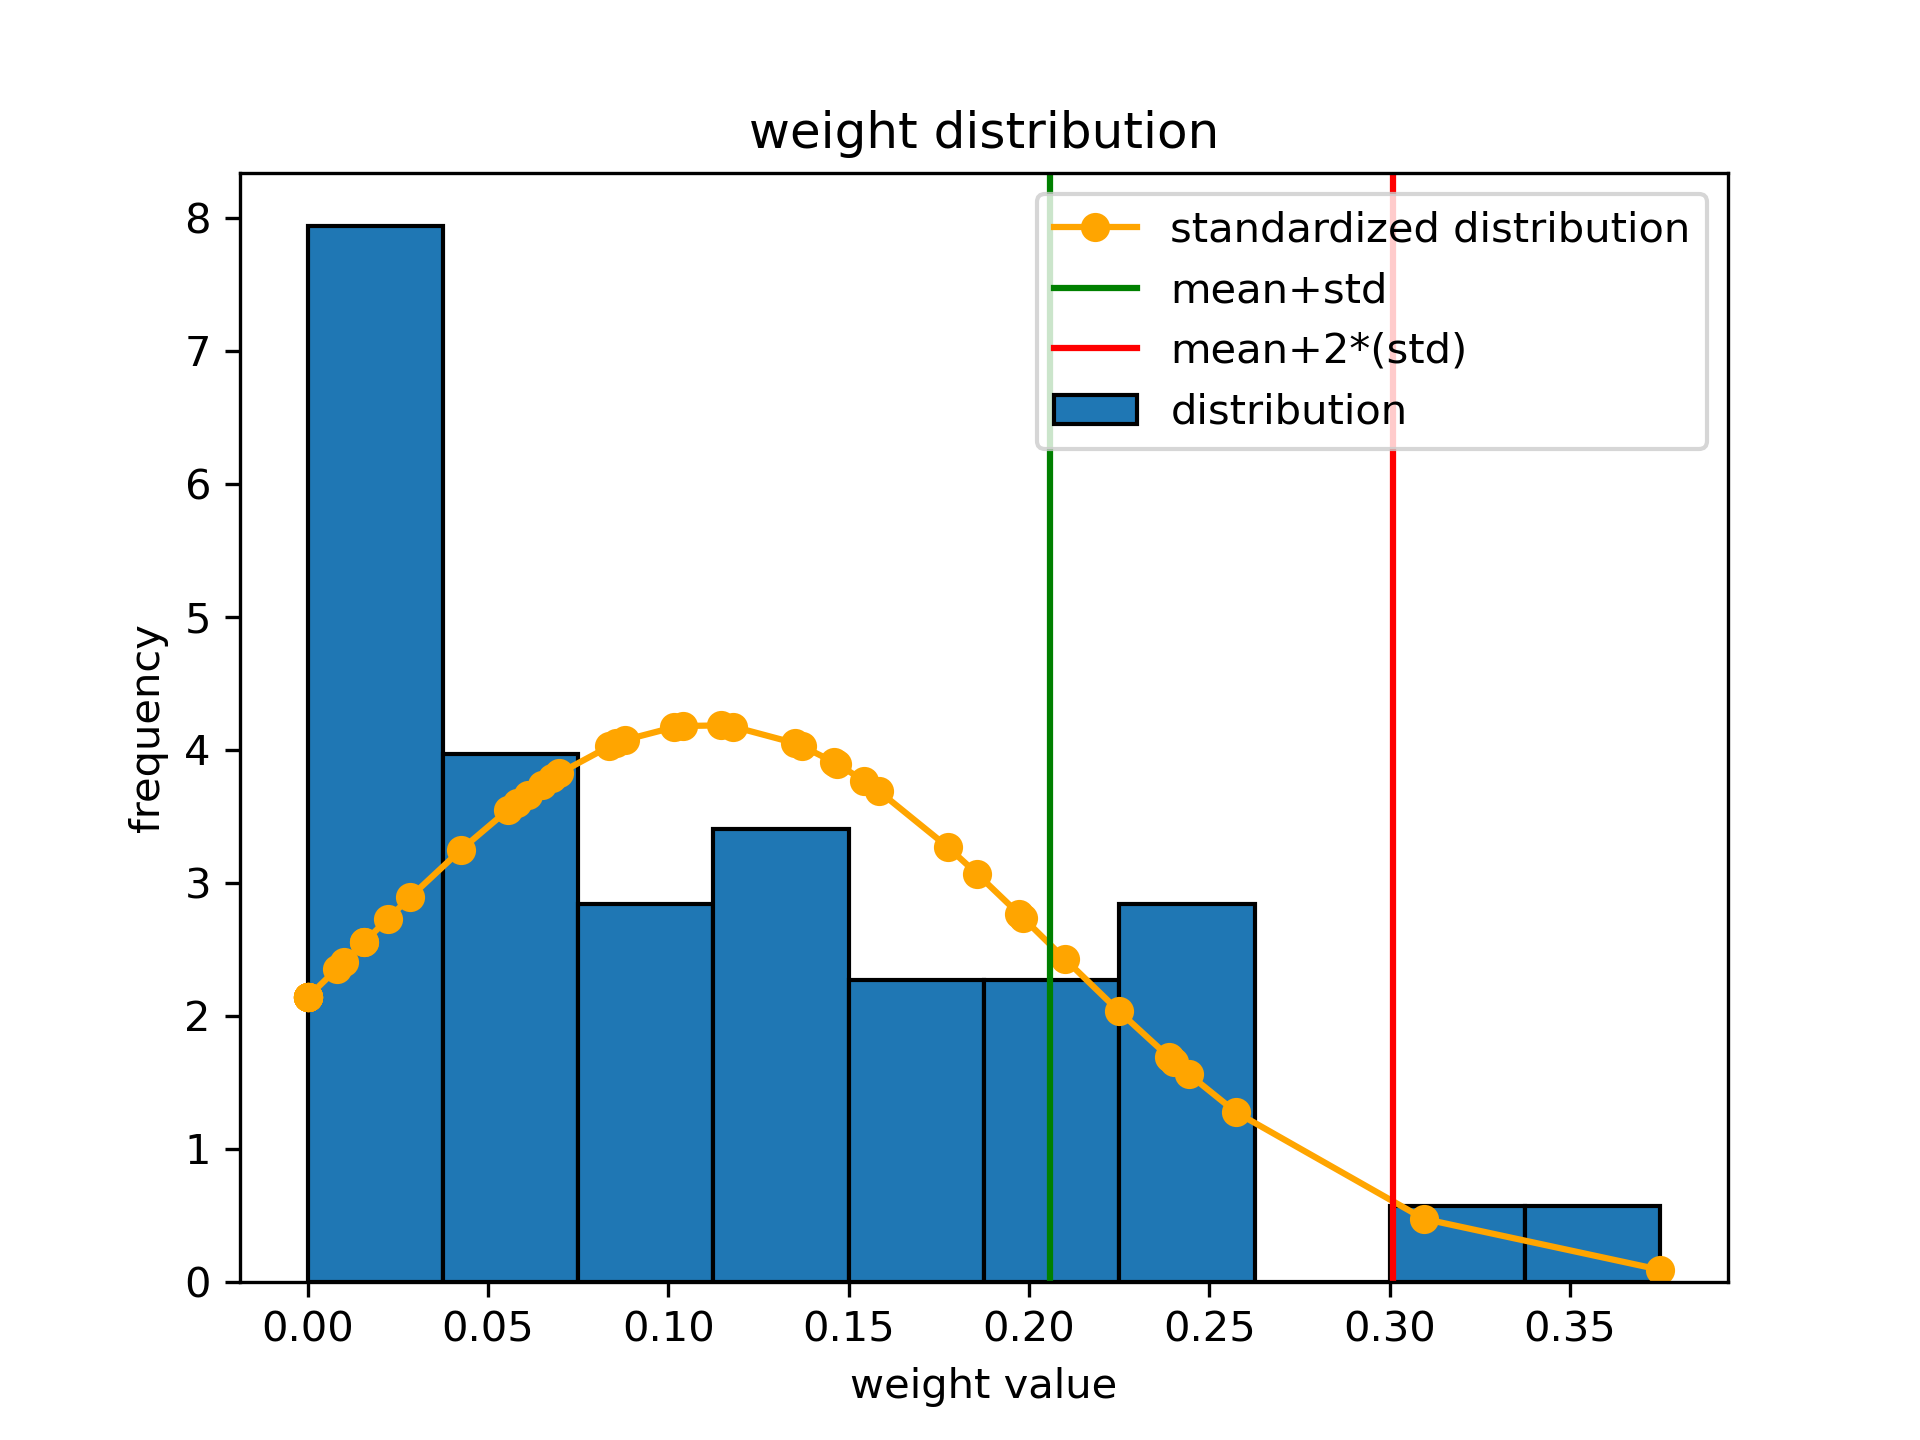 weight distribution
standardized distribution
mean+std
mean+2*(std)
distribution
8
7
6
5
4
3
2
1
0
frequency
0.00 0.05 0.10 0.15 0.20 0.25 0.30 0.35
weight value